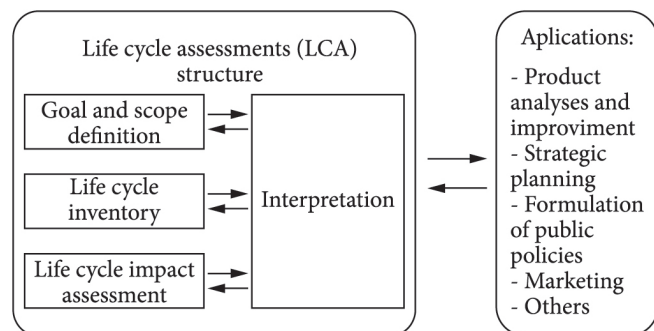 Life cycle assessments (LCA)
structure
Goal and scope
definition
Life cycle
inventory
Life cycle impact
assessment
Interpretation
Aplications:
- Product
analyses and
improviment
- Strategic
planning
- Formulation
of public
policies
- Marketing
- Others